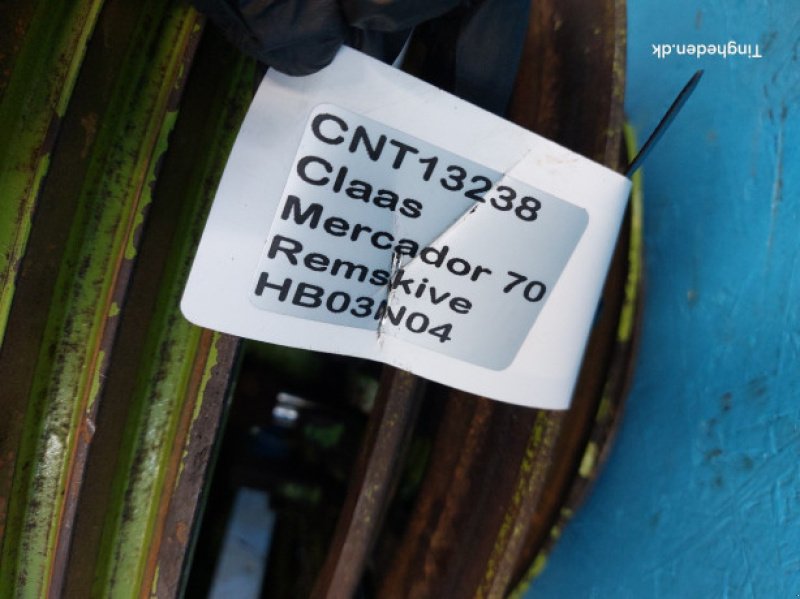 CNT13238
Claas
Mercador 70
Remskive
HB03N04
Tingheden.dk